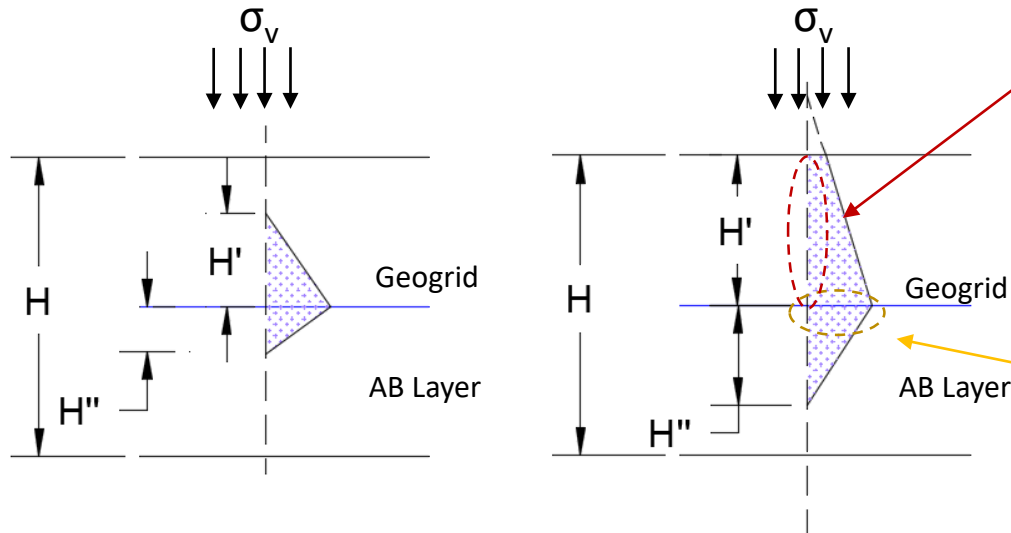 σv
H
H'
Geogrid
AB Layer
H"
σv
H
H'
Geogrid
AB Layer
H"